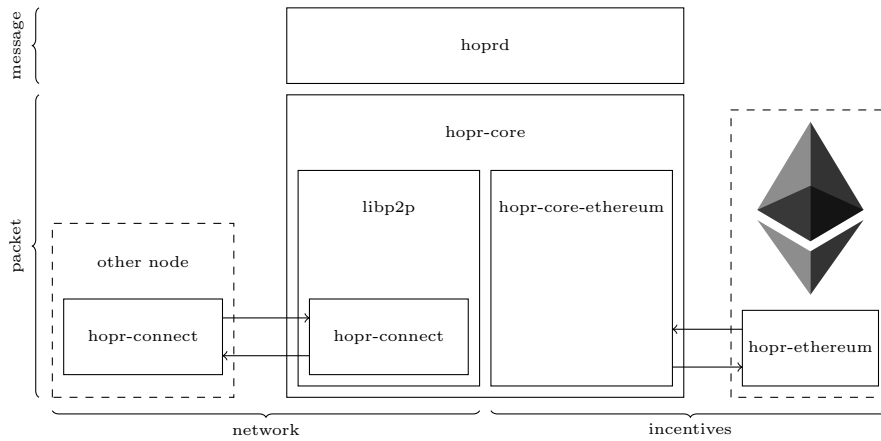 message
hoprd
packet
hopr-core
libp2p
hopr-core-ethereum
other node
hopr-connect
hopr-connect
hopr-ethereum
network
incentives